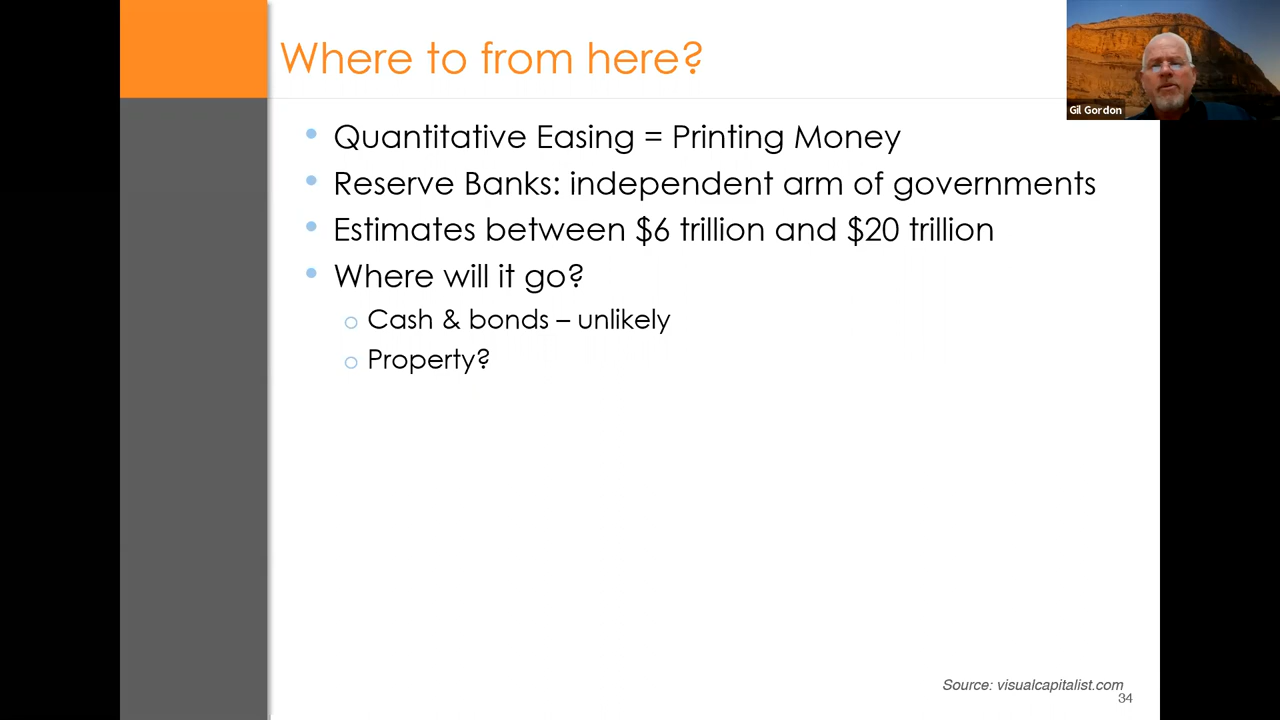 Where to from here?
Gil Gordon
• Quantitative Easing = Printing Money
• Reserve Banks: independent arm of governments
• Estimates between $6 trillion and $20 trillion
• Where will it go?
o Cash & bonds – unlikely
o Property?
Source: visualcapitalist.com
34